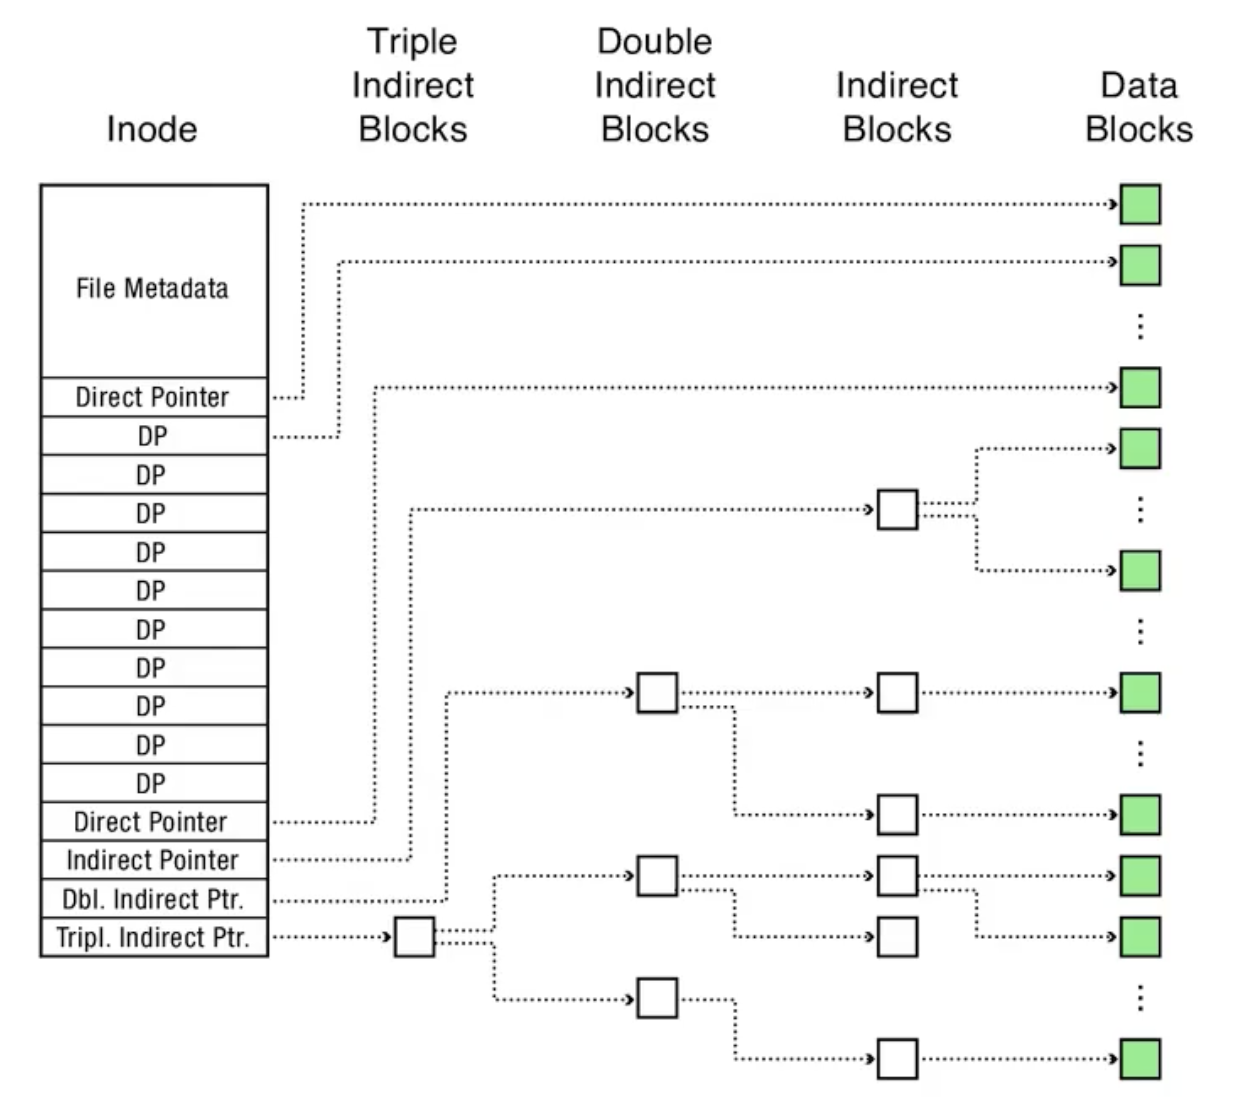 Triple
Indirect
Blocks
Double
Indirect
Blocks
Indirect
Blocks
Data
Blocks
Inode
File Metadata
Direct Pointer
DP
DP
DP
DP
DP
DP
DP
DP
DP
DP
Direct Pointer
Indirect Pointer
Dbl. Indirect Ptr.
Tripl. Indirect Ptr.